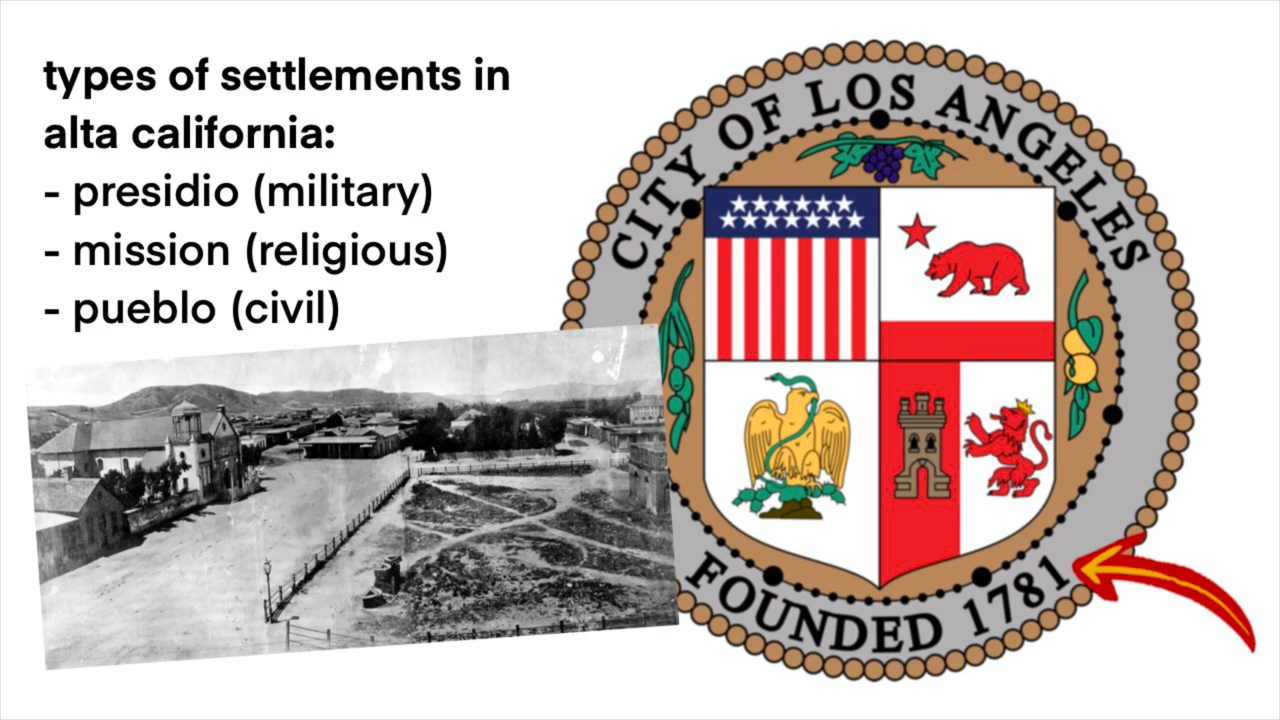 types of settlements in
alta california:
- presidio (military)
- mission (religious)
- pueblo (civil)
CITY OF LOS ANGELES
FOUNDED 1781